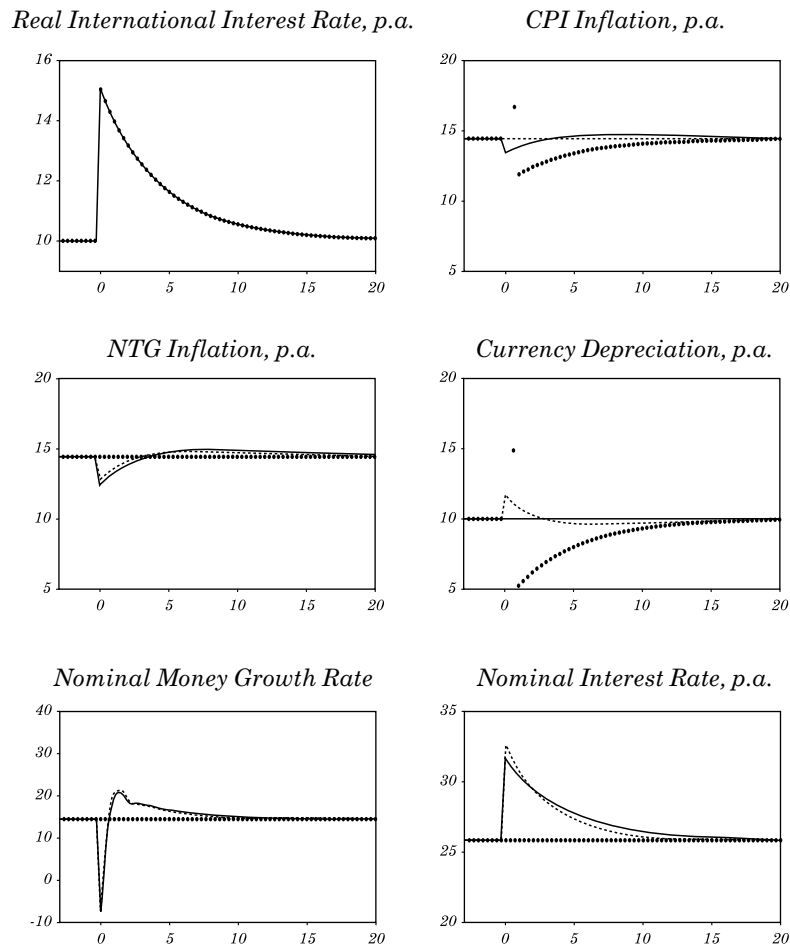 Real International Interest Rate, p.a.
CPI Inflation, p.a.
16
14
12
10
0 5 10 15 20
20
15
10
5
0 5 10 15 20
NTG Inflation, p.a.
Currency Depreciation, p.a.
20
15
10
5
0 5 10 15 20
20
15
10
5
0 5 10 15 20
Nominal Money Growth Rate
Nominal Interest Rate, p.a.
40
30
20
10
0
-10
0 5 10 15 20
35
30
25
20
0 5 10 15 20